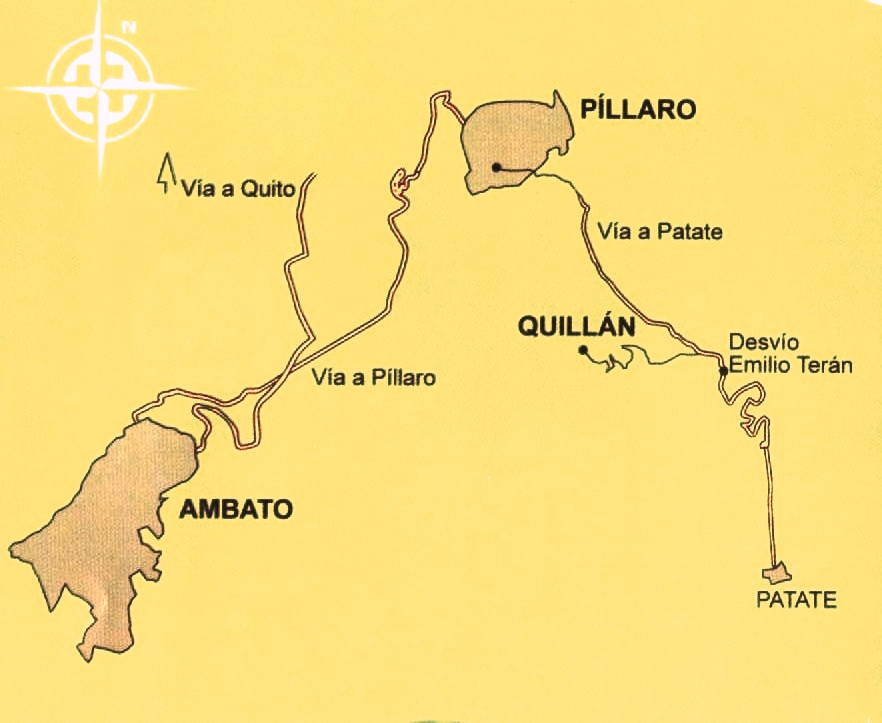 N
PÍLLARO
Vía a Quito
Vía a Patate
QUILLÁN
Desvío
Emilio Terán
Vía a Píllaro
AMBATO
PATATE